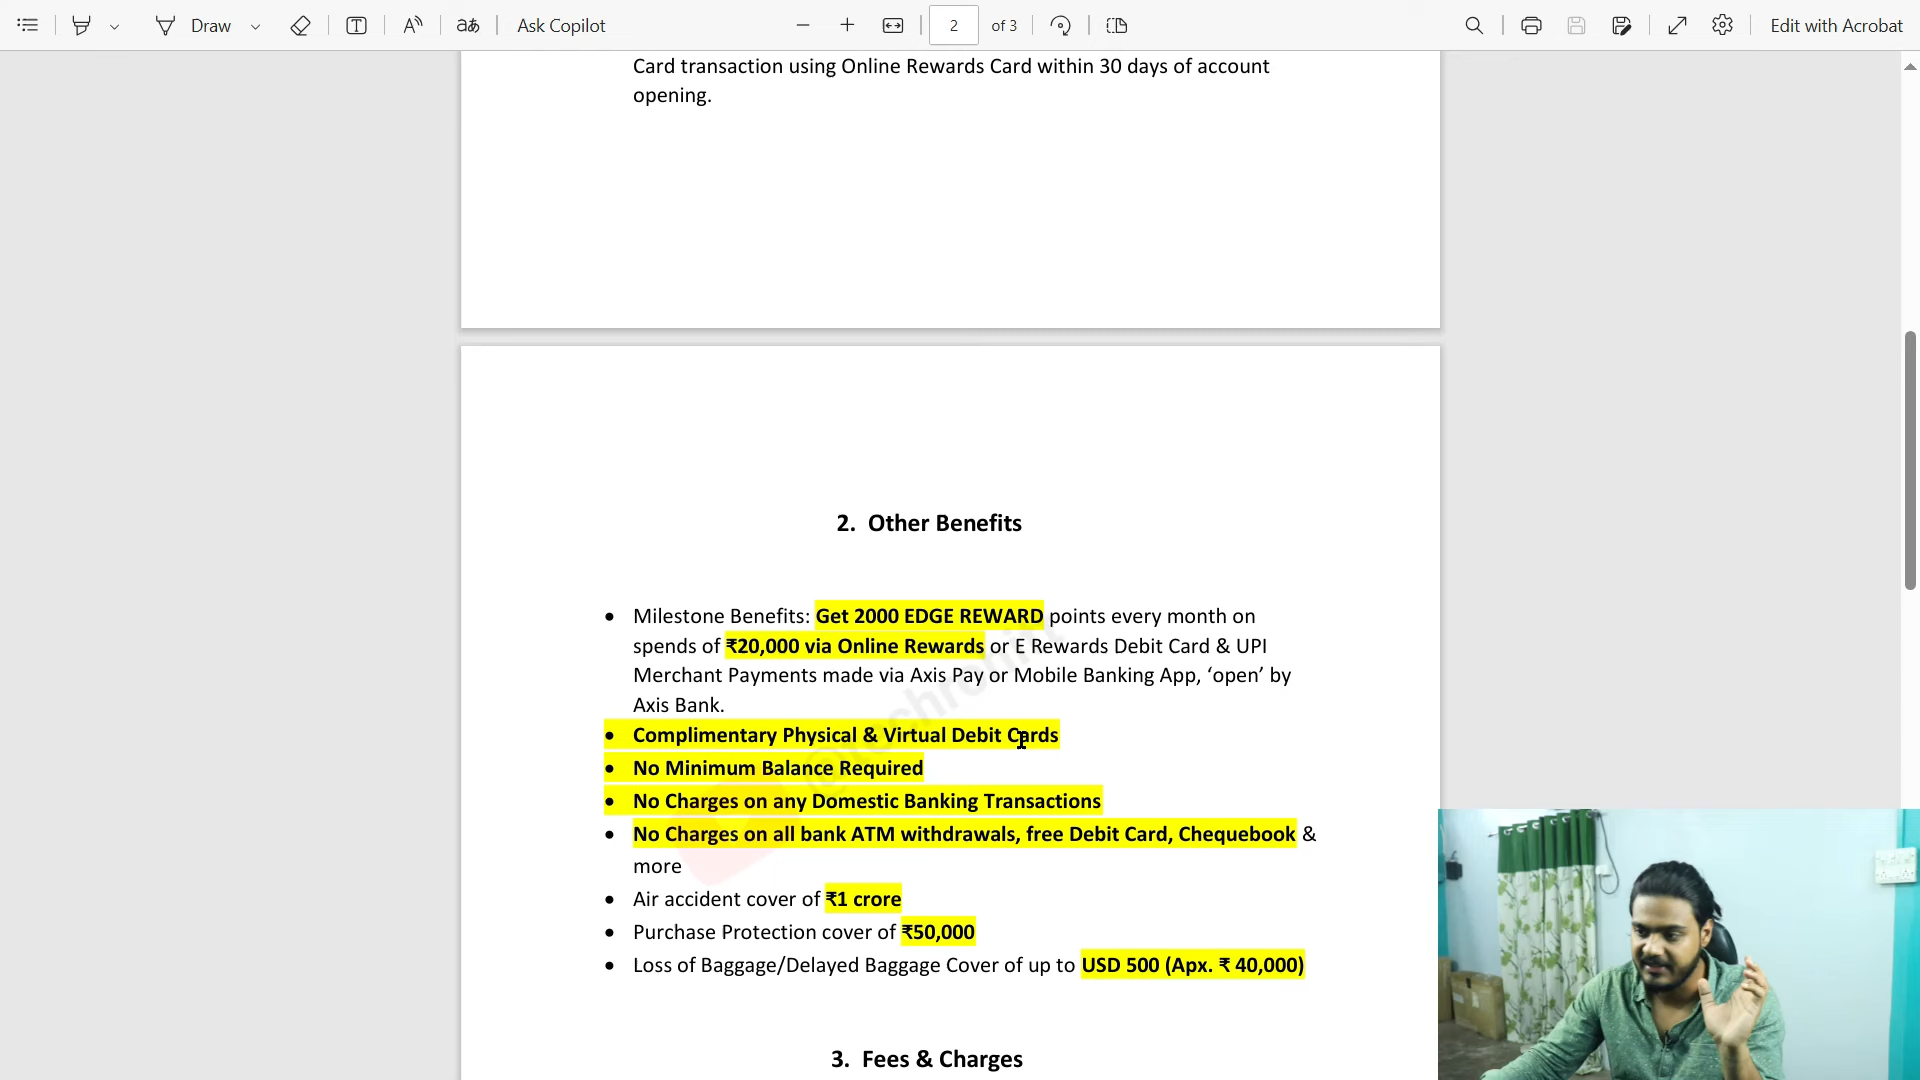 Draw
Ask Copilot
2 of 3
Edit with Acrobat
Card transaction using Online Rewards Card within 30 days of account
opening.
2. Other Benefits
• Milestone Benefits: Get 2000 EDGE REWARD points every month on
spends of ₹20,000 via Online Rewards or E Rewards Debit Card & UPI
Merchant Payments made via Axis Pay or Mobile Banking App, ‘open’ by
Axis Bank.
• Complimentary Physical & Virtual Debit Cards
• No Minimum Balance Required
• No Charges on any Domestic Banking Transactions
• No Charges on all bank ATM withdrawals, free Debit Card, Chequebook &
more
• Air accident cover of ₹1 crore
• Purchase Protection cover of ₹50,000
• Loss of Baggage/Delayed Baggage Cover of up to USD 500 (Apx. ₹ 40,000)
3. Fees & Charges